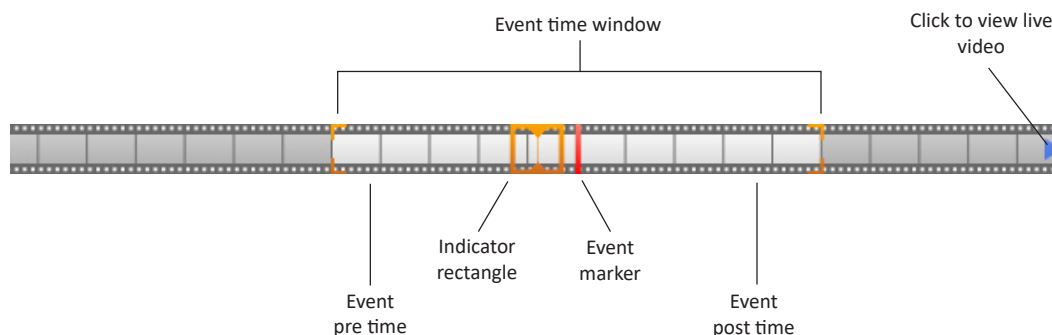 Event time window
Click to view live
video
Indicator
rectangle
Event
marker
Event
pre time
Event
post time